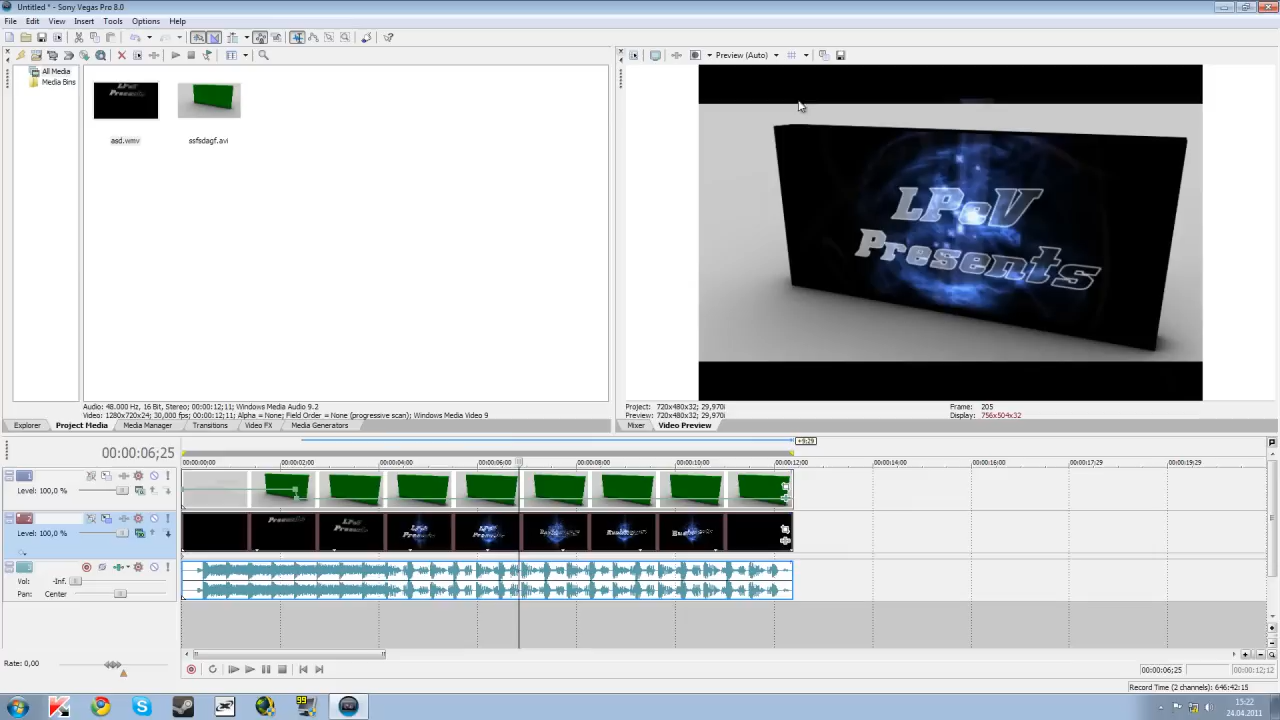 Untitled * - Sony Vegas Pro 8.0
File Edit View Insert Tools Options Help
Preview (Auto)
All Media
Media Bins
asd.wmv
ssfsdagf.avi
LPeV
Presents
Audio: 48.000 Hz, 16 Bit, Stereo; 00:00:12;11; Windows Media Audio 9.2
Video: 1280x720x24; 30,000 fps; 00:00:12;11; Alpha = None; Field Order = None (progressive scan); Windows Media Video 9
Project: 720x480x32; 29,970i
Frame: 205
Preview: 720x480x32; 29,970i
Display: 756x504x32
Explorer Project Media Media Manager Transitions Video FX Media Generators
Mixer Video Preview
+9;29
00:00:06;25
00:00:00;00 00:00:02;00 00:00:04;00 00:00:06;00 00:00:08;00 00:00:10;00 00:00:12;00 00:00:14;00 00:00:16;00 00:00:17;29 00:00:19;29
Level: 100,0 %
Level: 100,0 %
Vol: -Inf.
Pan: Center
Rate: 0,00
00:00:06;25
00:00:12;12
Record Time (2 channels): 646:42:15
15:22
24.04.2011